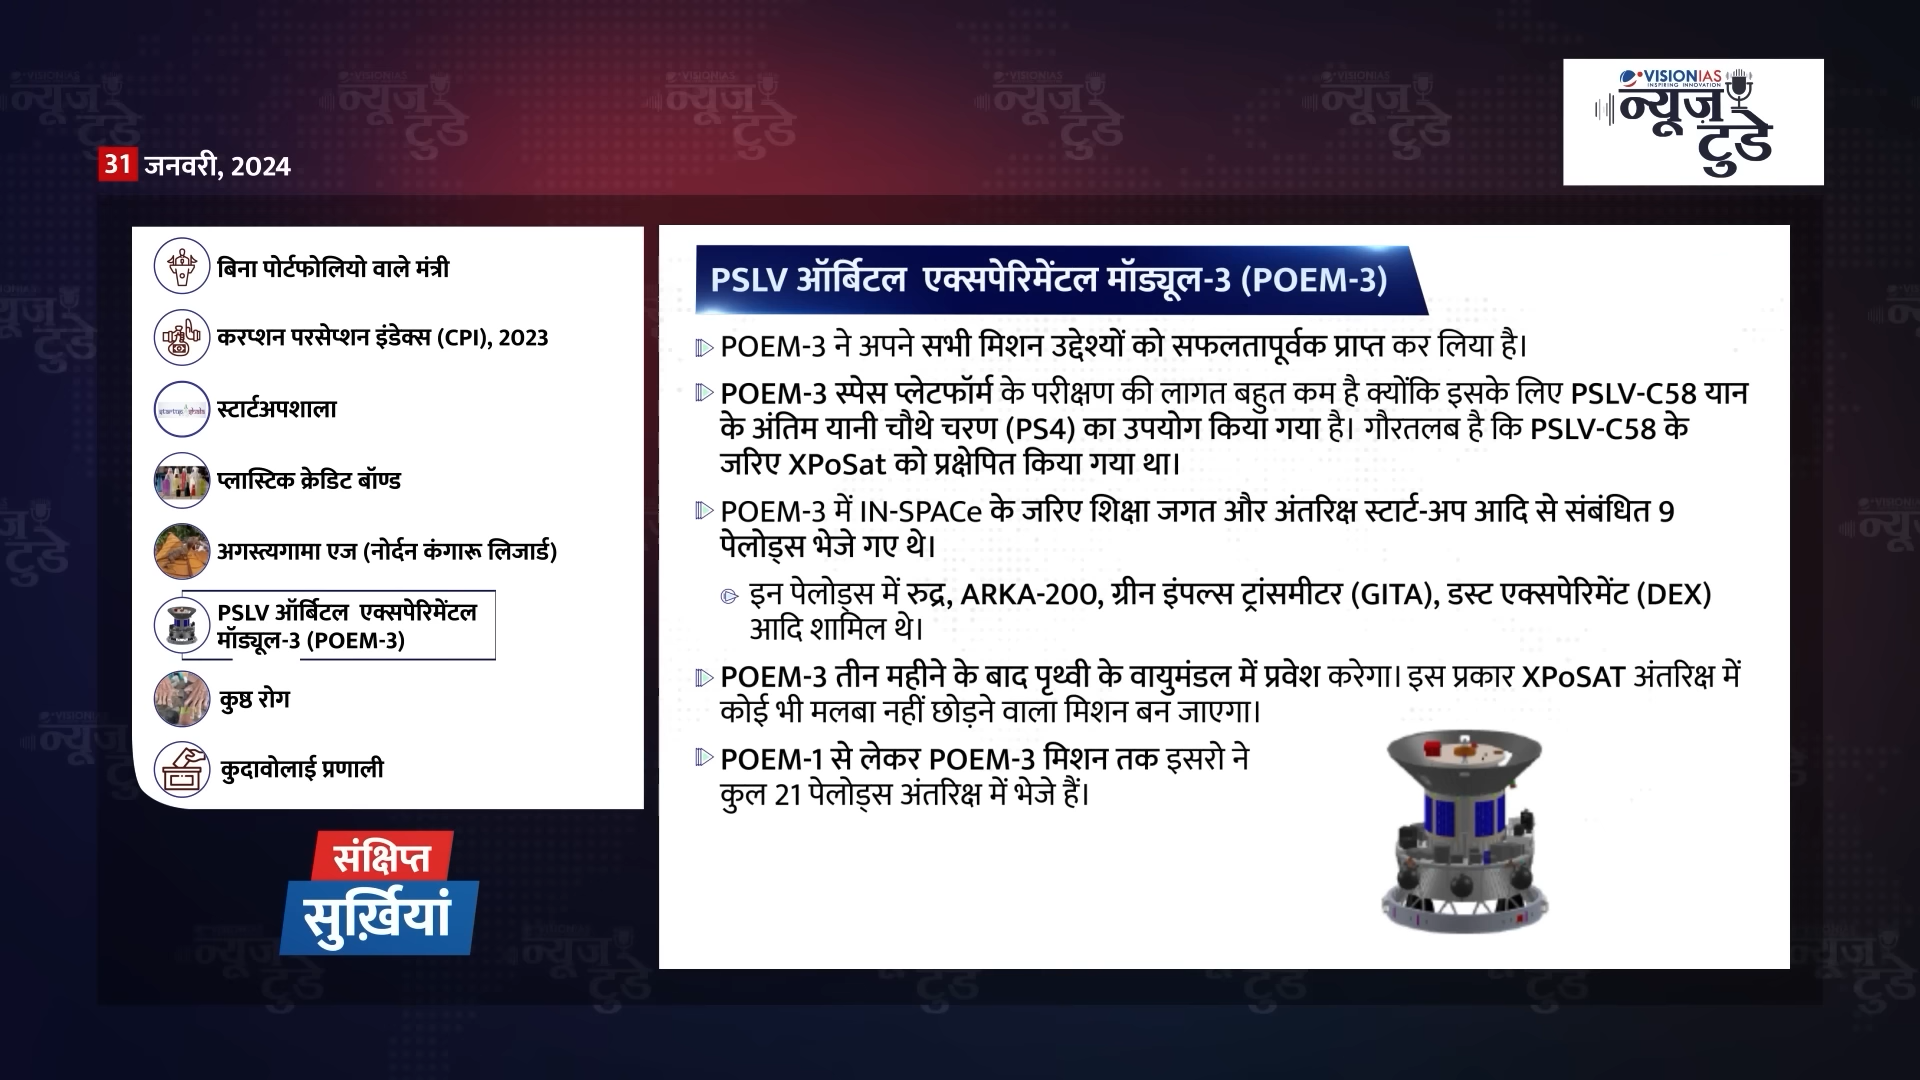 VISIONIAS
INSPIRING INNOVATION
न्यूज़
टुडे
31 जनवरी, 2024
बिना पोर्टफोलियो वाले मंत्री
करप्शन परसेप्शन इंडेक्स (CPI), 2023
स्टार्टअपशाला
प्लास्टिक क्रेडिट बॉण्ड
अगस्त्यगामा एज (नोर्दन कंगारू लिजार्ड)
PSLV ऑर्बिटल एक्सपेरिमेंटल
मॉड्यूल-3 (POEM-3)
कुष्ठ रोग
कुदावोलाई प्रणाली
संक्षिप्त
सुर्ख़ियां
PSLV ऑर्बिटल एक्सपेरिमेंटल मॉड्यूल-3 (POEM-3)
POEM-3 ने अपने सभी मिशन उद्देश्यों को सफलतापूर्वक प्राप्त कर लिया है।
POEM-3 स्पेस प्लेटफॉर्म के परीक्षण की लागत बहुत कम है क्योंकि इसके लिए PSLV-C58 यान
के अंतिम यानी चौथे चरण (PS4) का उपयोग किया गया है। गौरतलब है कि PSLV-C58 के
जरिए XPoSat को प्रक्षेपित किया गया था।
POEM-3 में IN-SPACe के जरिए शिक्षा जगत और अंतरिक्ष स्टार्ट-अप आदि से संबंधित 9
पेलोड्स भेजे गए थे।
इन पेलोड्स में रुद्र, ARKA-200, ग्रीन इंपल्स ट्रांसमीटर (GITA), डस्ट एक्सपेरिमेंट (DEX)
आदि शामिल थे।
POEM-3 तीन महीने के बाद पृथ्वी के वायुमंडल में प्रवेश करेगा। इस प्रकार XPoSAT अंतरिक्ष में
कोई भी मलबा नहीं छोड़ने वाला मिशन बन जाएगा।
POEM-1 से लेकर POEM-3 मिशन तक इसरो ने
कुल 21 पेलोड्स अंतरिक्ष में भेजे हैं।